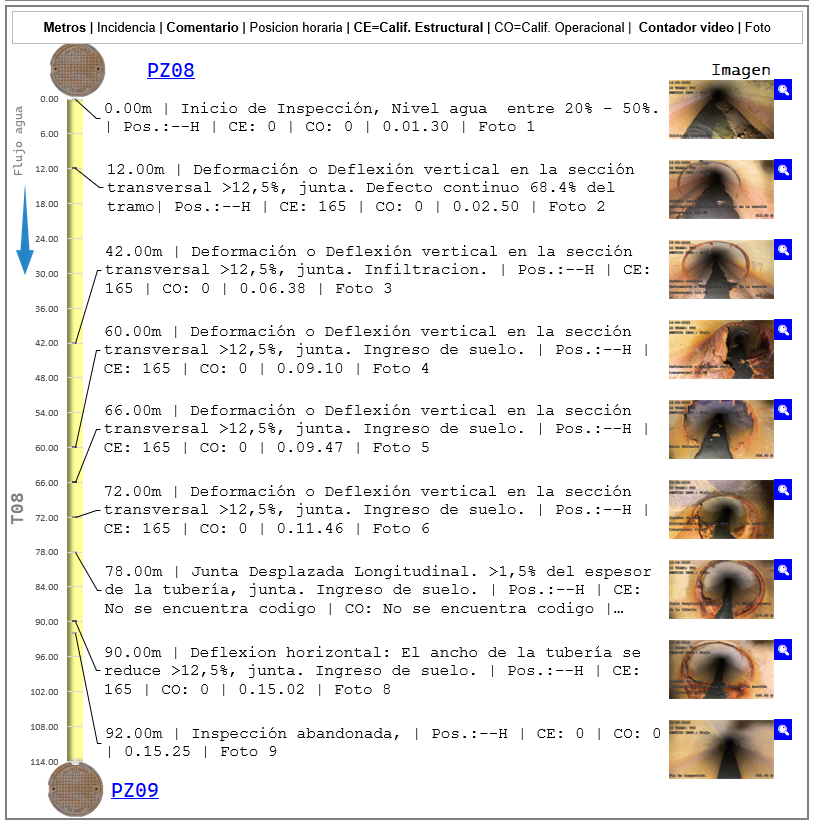 Metros | Incidencia | Comentario | Posicion horaria | CE=Calif. Estructural | CO=Calif. Operacional | Contador video | Foto
PZ08
Imagen
Flujo agua
T08
0.00
6.00
12.00
18.00
24.00
30.00
36.00
42.00
48.00
54.00
60.00
66.00
72.00
78.00
84.00
90.00
96.00
102.00
108.00
114.00
0.00m | Inicio de Inspección, Nivel agua entre 20% - 50%.
| Pos.:--H | CE: 0 | CO: 0 | 0.01.30 | Foto 1
12.00m | Deformación o Deflexión vertical en la sección
transversal >12,5%, junta. Defecto continuo 68.4% del
tramo| Pos.:--H | CE: 165 | CO: 0 | 0.02.50 | Foto 2
42.00m | Deformación o Deflexión vertical en la sección
transversal >12,5%, junta. Infiltracion. | Pos.:--H | CE:
165 | CO: 0 | 0.06.38 | Foto 3
60.00m | Deformación o Deflexión vertical en la sección
transversal >12,5%, junta. Ingreso de suelo. | Pos.:--H |
CE: 165 | CO: 0 | 0.09.10 | Foto 4
66.00m | Deformación o Deflexión vertical en la sección
transversal >12,5%, junta. Ingreso de suelo. | Pos.:--H |
CE: 165 | CO: 0 | 0.09.47 | Foto 5
72.00m | Deformación o Deflexión vertical en la sección
transversal >12,5%, junta. Ingreso de suelo. | Pos.:--H |
CE: 165 | CO: 0 | 0.11.46 | Foto 6
78.00m | Junta Desplazada Longitudinal. >1,5% del espesor
de la tubería, junta. Ingreso de suelo. | Pos.:--H | CE:
No se encuentra codigo | CO: No se encuentra codigo |…
90.00m | Deflexion horizontal: El ancho de la tubería se
reduce >12,5%, junta. Ingreso de suelo. | Pos.:--H | CE:
165 | CO: 0 | 0.15.02 | Foto 8
92.00m | Inspección abandonada, | Pos.:--H | CE: 0 | CO: 0
| 0.15.25 | Foto 9
PZ09